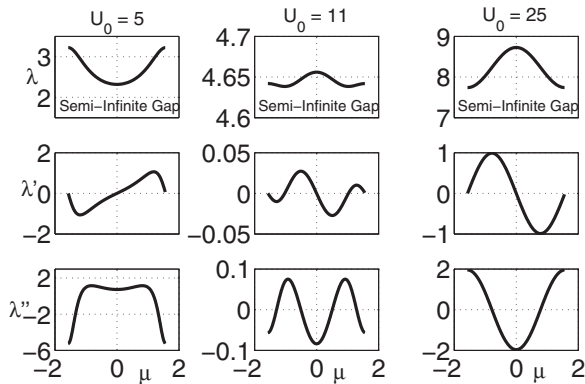 U₀ = 5 U₀ = 11 U₀ = 25
λ 3 2 Semi-Infinite Gap 4.7 4.65 4.6 Semi-Infinite Gap 9 8 7 Semi-Infinite Gap
λ' 2 0 −2 0.05 0 −0.05 1 0 −1
λ'' 2 −2 −6 0.1 0 −0.1 2 0 −2
−2 0 μ 2 −2 0 μ 2 −2 0 μ 2